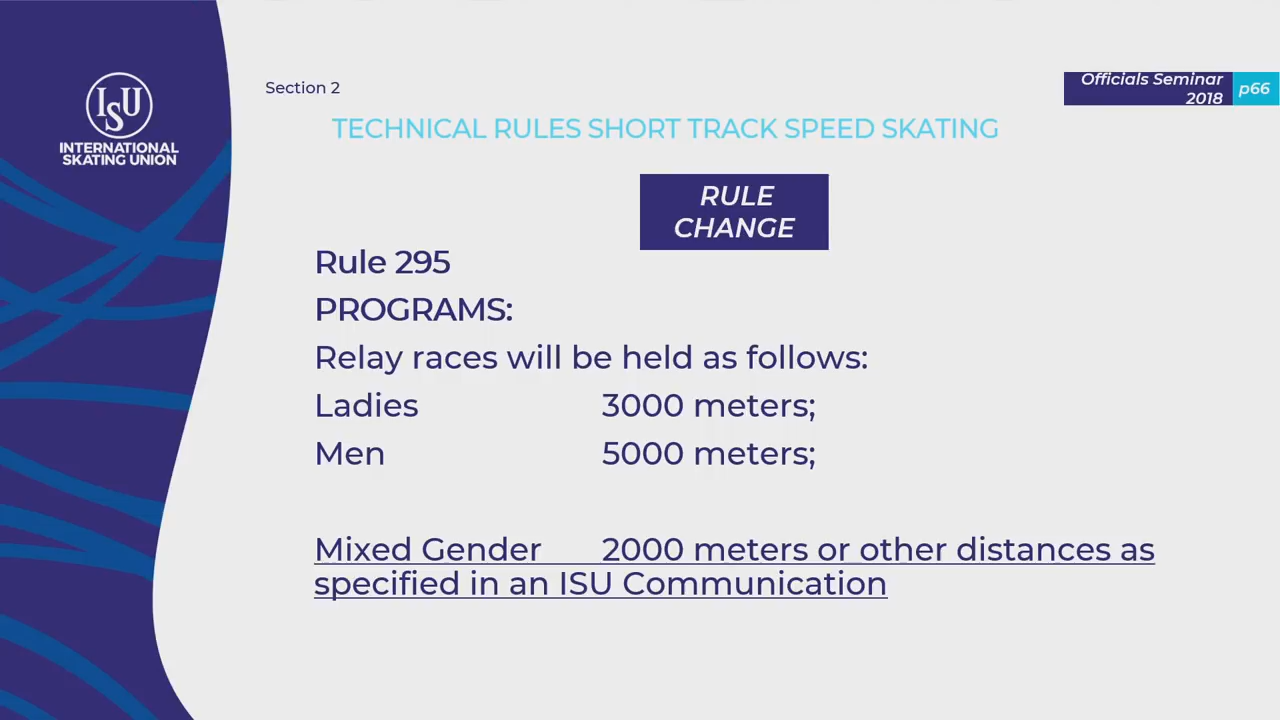 ISU
INTERNATIONAL
SKATING UNION
Section 2
Officials Seminar
2018
p66
TECHNICAL RULES SHORT TRACK SPEED SKATING
RULE
CHANGE
Rule 295
PROGRAMS:
Relay races will be held as follows:
Ladies 3000 meters;
Men 5000 meters;
Mixed Gender 2000 meters or other distances as
specified in an ISU Communication